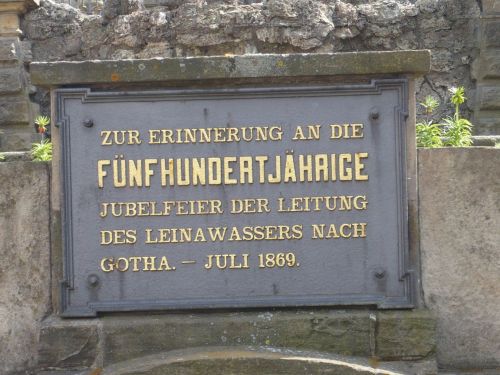 ZUR ERINNERUNG AN DIE
FÜNFHUNDERTJÄHRIGE
JUBELFEIER DER LEITUNG
DES LEINAWASSERS NACH
GOTHA. – JULI 1869.